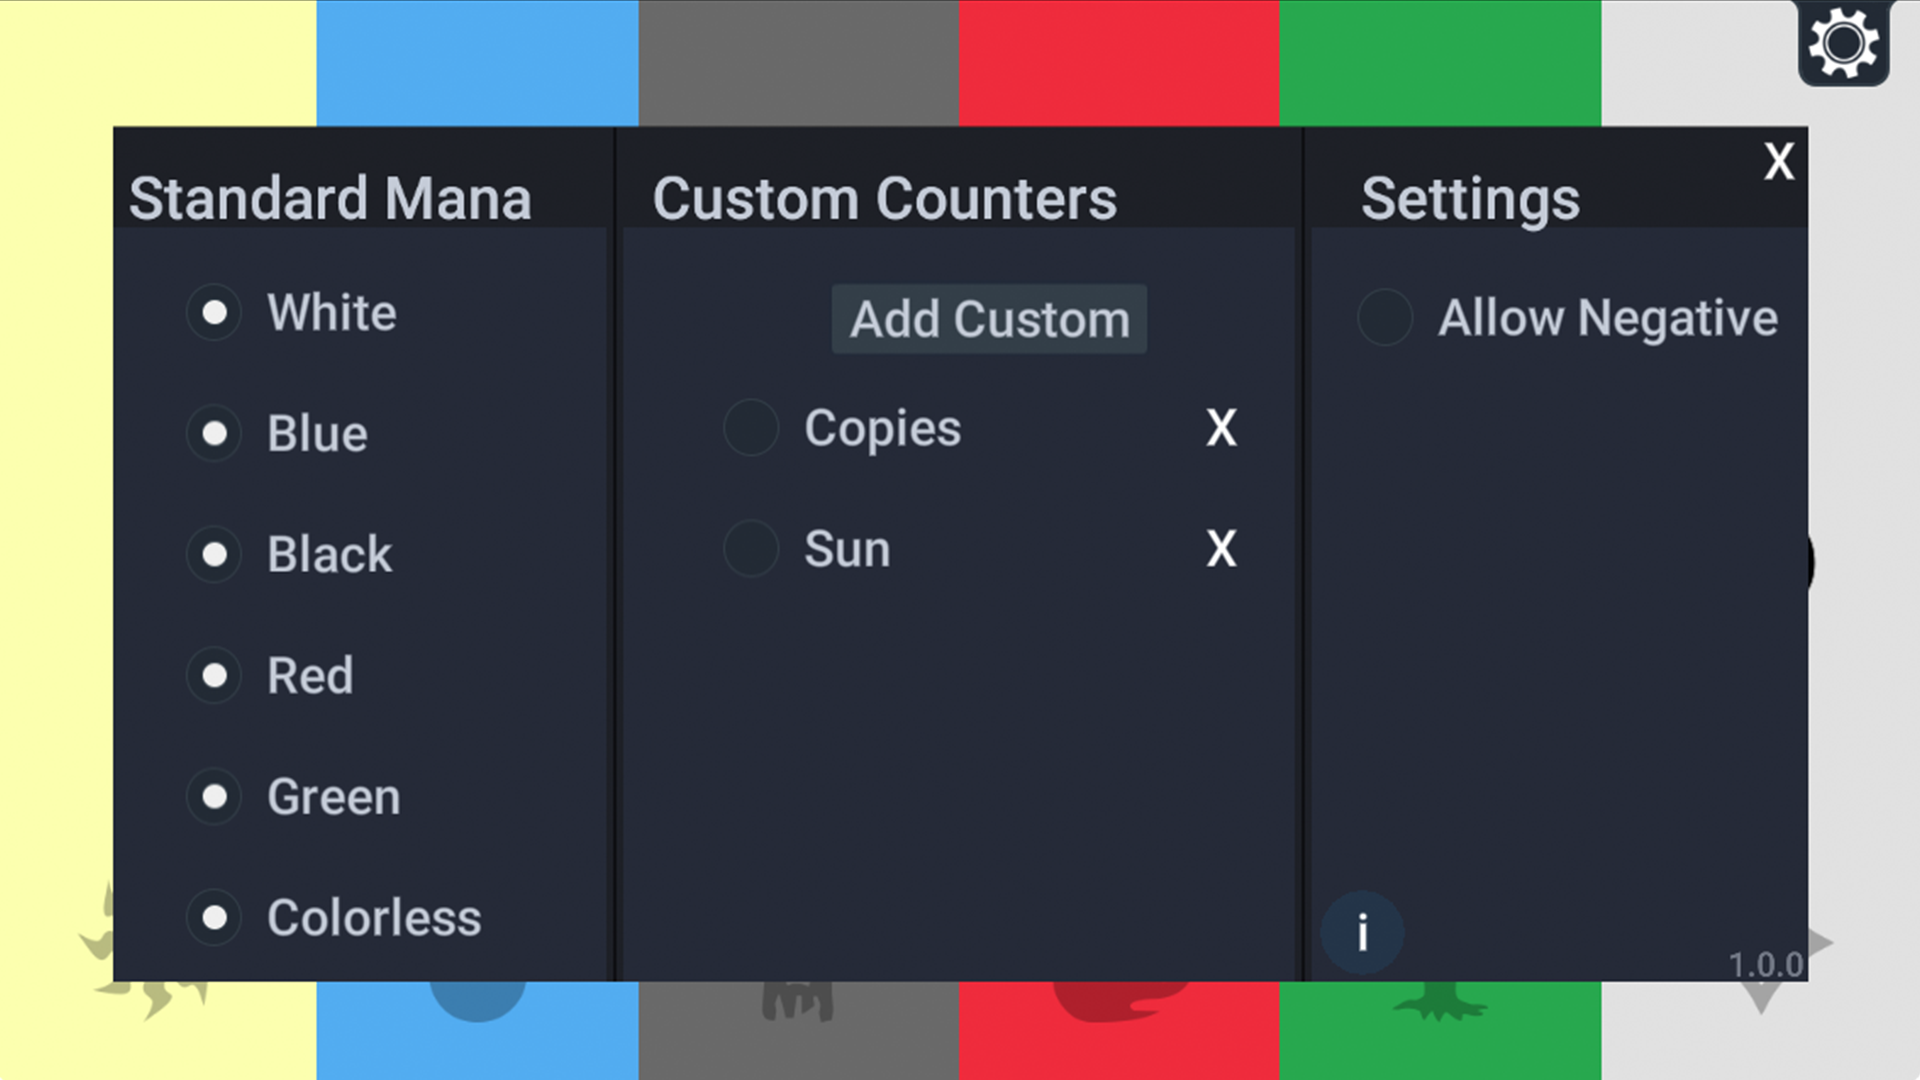 Standard Mana
White
Blue
Black
Red
Green
Colorless
Custom Counters
Add Custom
Copies X
Sun X
Settings
X
Allow Negative
i
1.0.0